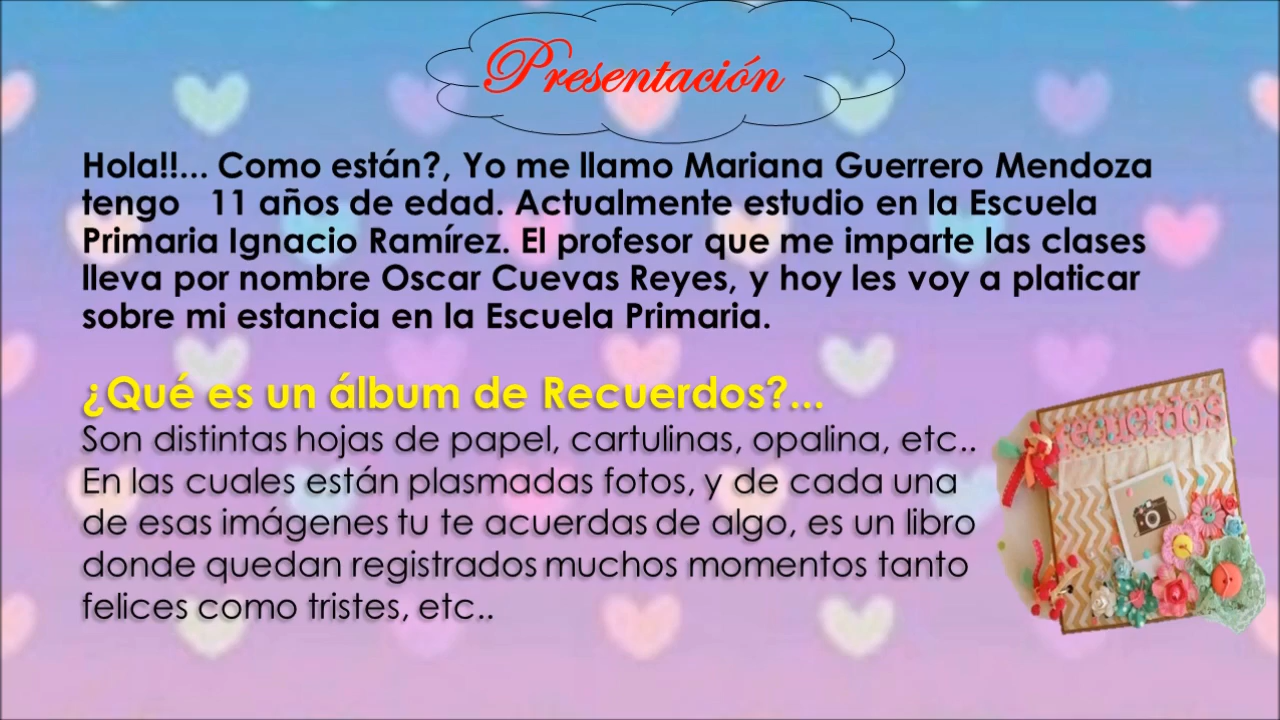 Presentación
Hola!!... Como están?, Yo me llamo Mariana Guerrero Mendoza
tengo   11 años de edad. Actualmente estudio en la Escuela
Primaria Ignacio Ramírez. El profesor que me imparte las clases
lleva por nombre Oscar Cuevas Reyes, y hoy les voy a platicar
sobre mi estancia en la Escuela Primaria.
¿Qué es un álbum de Recuerdos?...
Son distintas hojas de papel, cartulinas, opalina, etc..
En las cuales están plasmadas fotos, y de cada una
de esas imágenes tu te acuerdas de algo, es un libro
donde quedan registrados muchos momentos tanto
felices como tristes, etc..
recuerdos